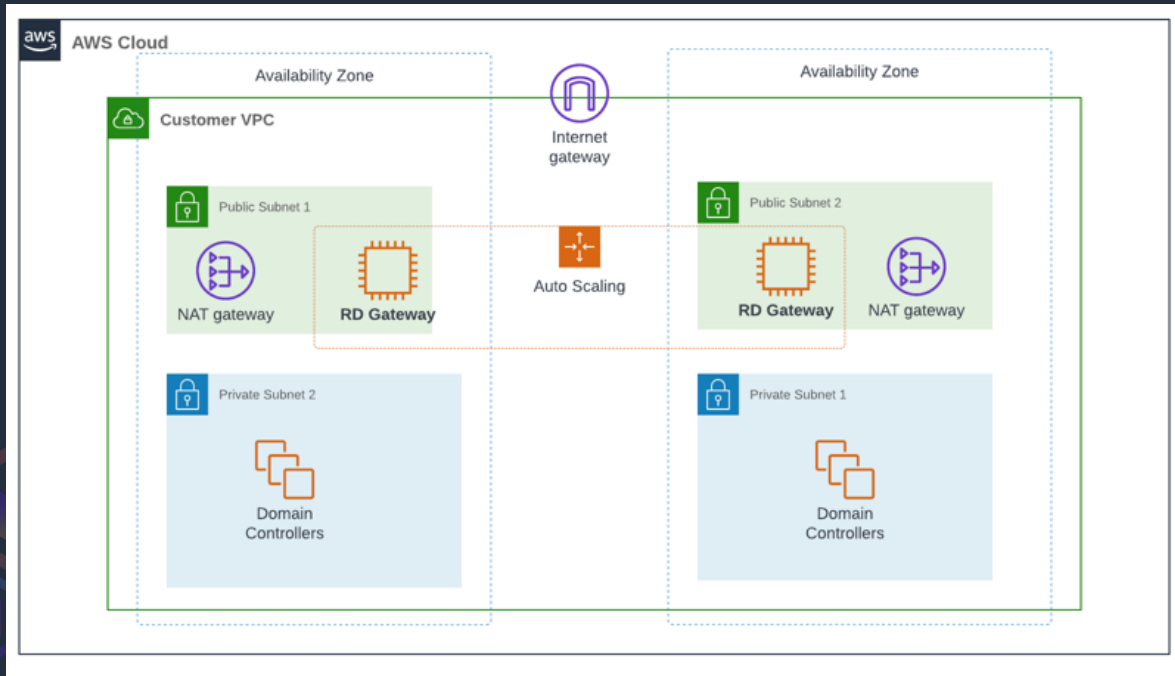 aws
AWS Cloud
Availability Zone
Availability Zone
Customer VPC
Internet
gateway
Public Subnet 1
Public Subnet 2
NAT gateway
RD Gateway
Auto Scaling
RD Gateway
NAT gateway
Private Subnet 2
Private Subnet 1
Domain
Controllers
Domain
Controllers